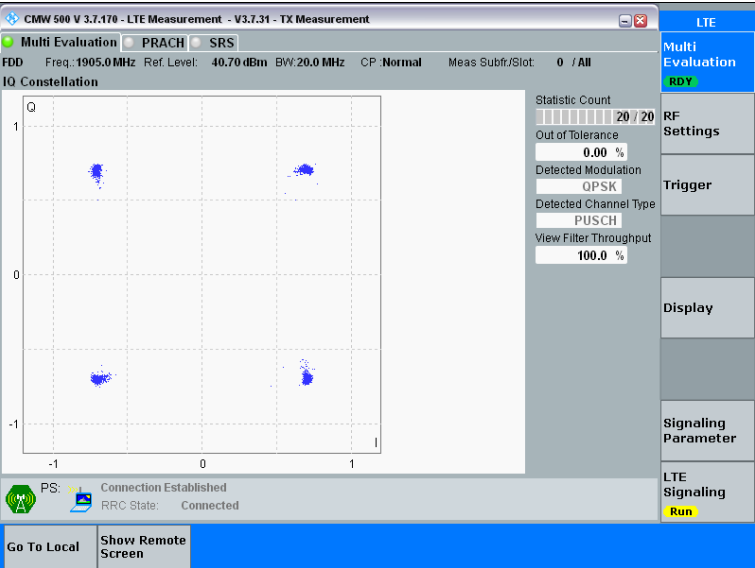 CMW 500 V 3.7.170 - LTE Measurement - V3.7.31 - TX Measurement
LTE
Multi Evaluation PRACH SRS
FDD Freq.:1905.0 MHz Ref. Level: 40.70 dBm BW:20.0 MHz CP :Normal Meas Subfr./Slot: 0 / All
IQ Constellation
Q
1
0
-1
-1 0 1
I
Statistic Count
20 / 20
Out of Tolerance
0.00 %
Detected Modulation
QPSK
Detected Channel Type
PUSCH
View Filter Throughput
100.0 %
PS: Connection Established
RRC State: Connected
Multi
Evaluation
RDY
RF
Settings
Trigger
Display
Signaling
Parameter
LTE
Signaling
Run
Go To Local
Show Remote
Screen